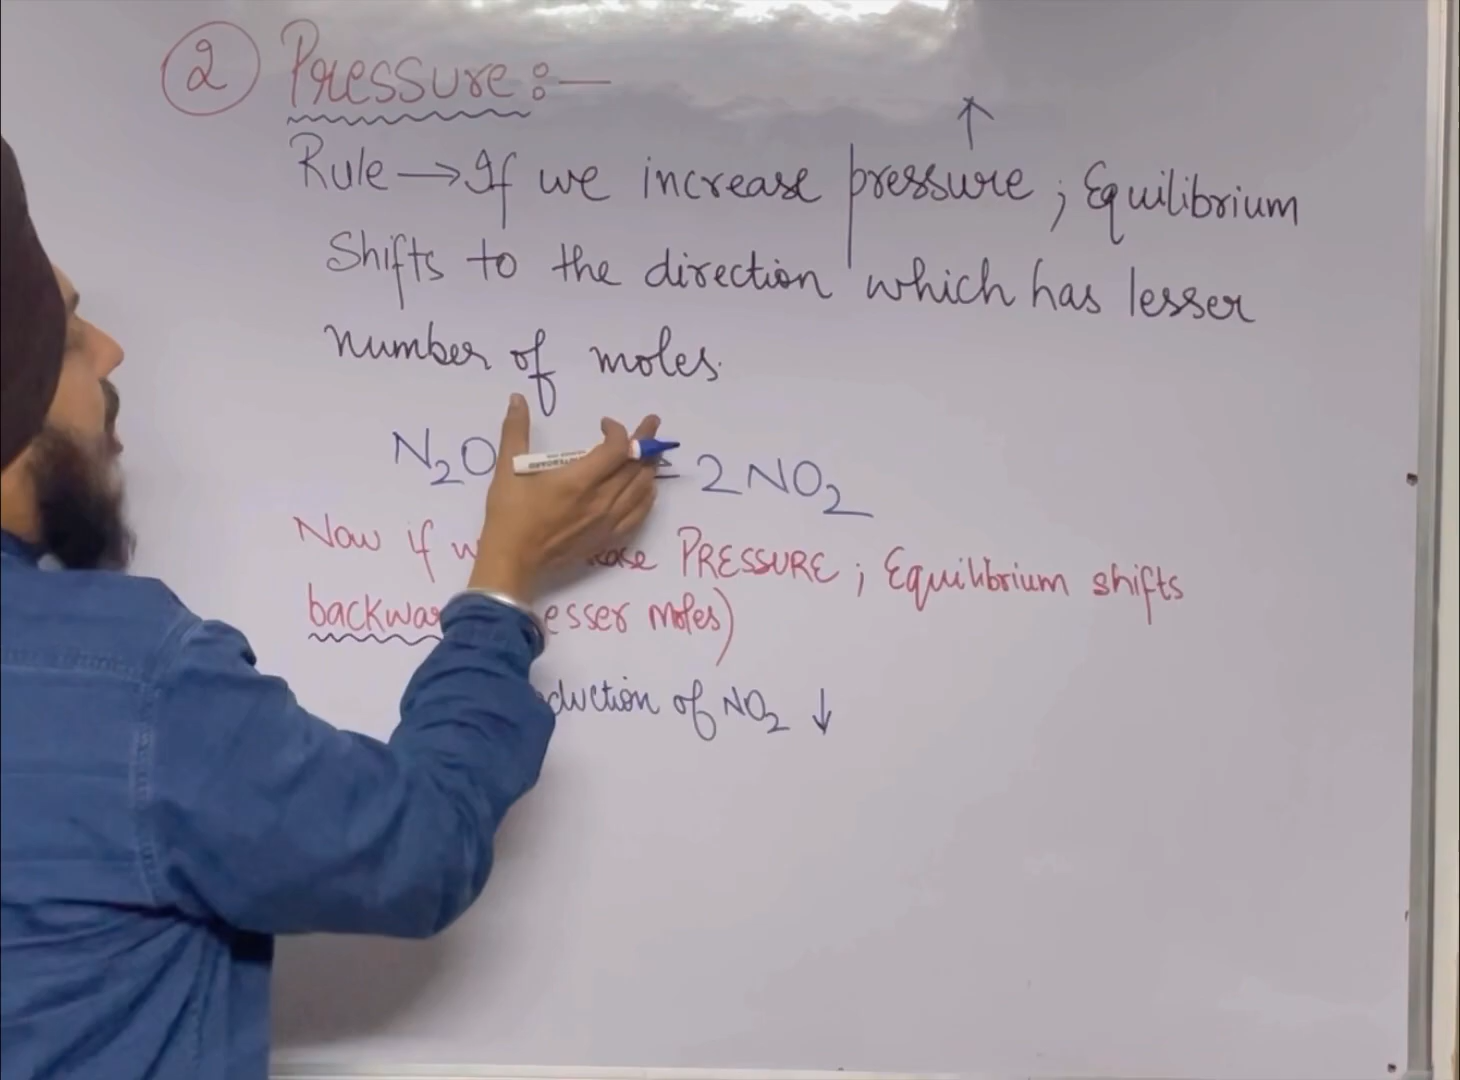 2 Pressure :—
↑
Rule → If we increase pressure ; Equilibrium
Shifts to the direction which has lesser
number of moles.
N₂O 2NO₂
Now if PRESSURE ; Equilibrium shifts
backwar esser moles)
duction of NO₂ ↓